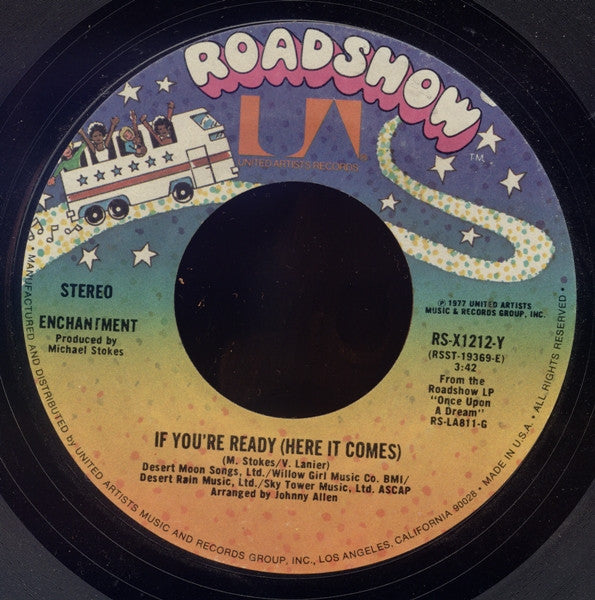 ROADSHOW
TM
UA
UNITED ARTISTS RECORDS
STEREO
ENCHANTMENT
Produced by
Michael Stokes
℗ 1977 UNITED ARTISTS
MUSIC & RECORDS GROUP, INC.
RS-X1212-Y
(RSST-19369-E)
3:42
From the
Roadshow LP
"Once Upon
A Dream"
RS-LA811-G
IF YOU'RE READY (HERE IT COMES)
(M. Stokes/V. Lanier)
Desert Moon Songs, Ltd./Willow Girl Music Co. BMI/
Desert Rain Music, Ltd./Sky Tower Music, Ltd. ASCAP
Arranged by Johnny Allen
MANUFACTURED AND DISTRIBUTED BY UNITED ARTISTS MUSIC AND RECORDS GROUP, INC., LOS ANGELES, CALIFORNIA 90028 • MADE IN U.S.A. • ALL RIGHTS RESERVED •